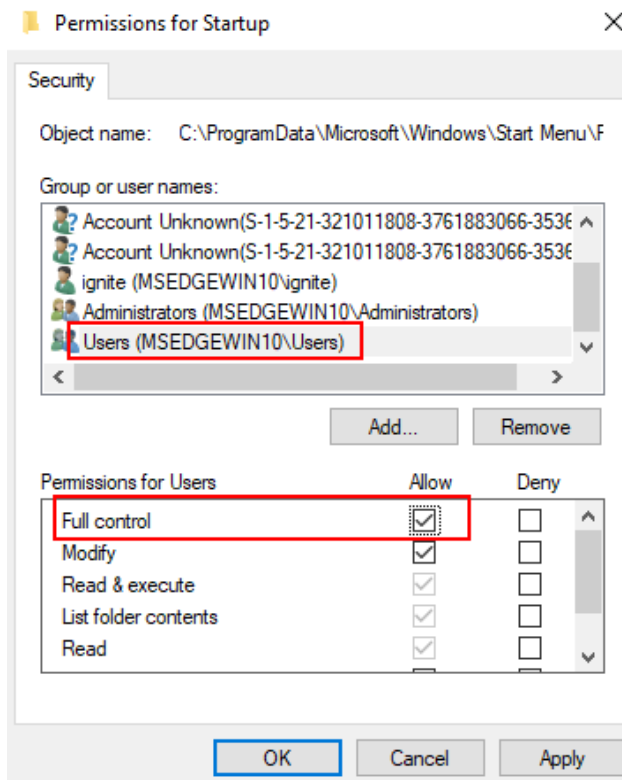 Permissions for Startup
Security
Object name: C:\ProgramData\Microsoft\Windows\Start Menu\F
Group or user names:
Account Unknown(S-1-5-21-321011808-3761883066-3536
Account Unknown(S-1-5-21-321011808-3761883066-3536
ignite (MSEDGEWIN10\ignite)
Administrators (MSEDGEWIN10\Administrators)
Users (MSEDGEWIN10\Users)
Add... Remove
Permissions for Users Allow Deny
Full control
Modify
Read & execute
List folder contents
Read
OK Cancel Apply